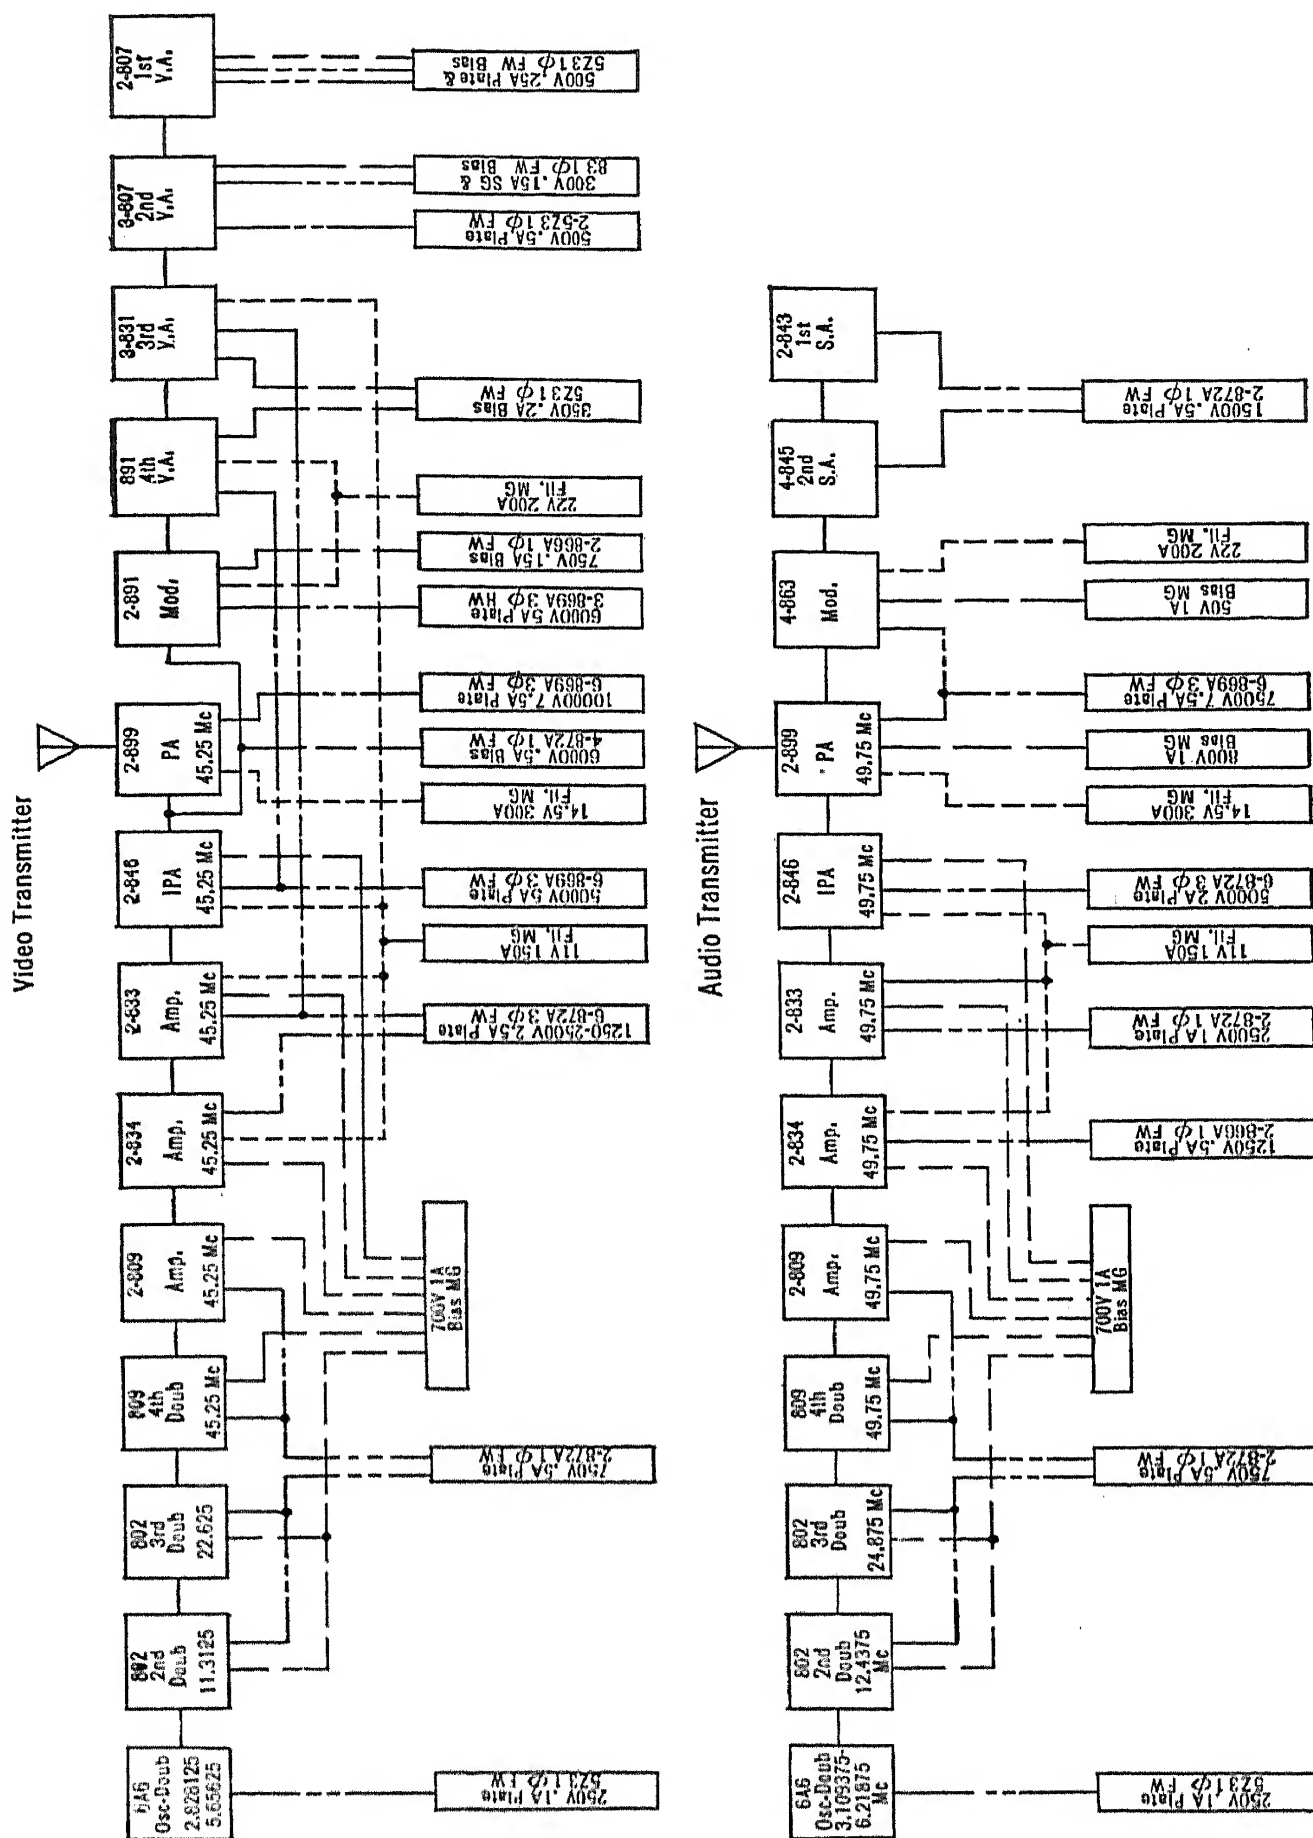 Video Transmitter
6A6
Osc-Doub
2.828125
5.65625
802
2nd
Doub
11.3125
802
3rd
Doub
22.625
809
4th
Doub
45.25 Mc
2-809
Amp.
45.25 Mc
2-834
Amp.
45.25 Mc
2-833
Amp.
45.25 Mc
2-846
IPA
45.25 Mc
2-899
PA
45.25 Mc
2-891
Mod.
891
4th
V.A.
3-831
3rd
V.A.
3-807
2nd
V.A.
2-807
1st
V.A.
250V .1A Plate
5Z3 1ϕ FW
750V .5A Plate
2-872A 1ϕ FW
700V 1A
Bias MG
1250-2500V 2.5A Plate
6-872A 3ϕ FW
11V 150A
Fil. MG
5000V 5A Plate
6-869A 3ϕ FW
14.5V 300A
Fil. MG
6000V .5A Bias
4-872A 1ϕ FW
10000V 7.5A Plate
6-869A 3ϕ FW
6000V 5A Plate
3-869A 3ϕ HW
750V .15A Bias
2-866A 1ϕ FW
22V 200A
Fil. MG
350V .2A Bias
5Z3 1ϕ FW
500V .5A Plate
2-5Z3 1ϕ FW
300V .15A SG &
83 1ϕ FW Bias
500V .25A Plate &
5Z3 1ϕ FW Bias
Audio Transmitter
6A6
Osc-Doub
3.109375-
6.21875
Mc
802
2nd
Doub
12.4375
Mc
802
3rd
Doub
24.875 Mc
809
4th
Doub
49.75 Mc
2-809
Amp.
49.75 Mc
2-834
Amp.
49.75 Mc
2-833
Amp.
49.75 Mc
2-846
IPA
49.75 Mc
2-899
PA
49.75 Mc
4-863
Mod.
4-845
2nd
S.A.
2-843
1st
S.A.
250V .1A Plate
5Z3 1ϕ FW
750V .5A Plate
2-872A 1ϕ FW
700V 1A
Bias MG
1250V .5A Plate
2-866A 1ϕ FW
2500V 1A Plate
2-872A 1ϕ FW
11V 150A
Fil. MG
5000V 2A Plate
6-872A 3ϕ FW
14.5V 300A
Fil. MG
800V 1A
Bias MG
7500V 7.5A Plate
6-869A 3ϕ FW
50V 1A
Bias MG
22V 200A
Fil. MG
1500V .5A Plate
2-872A 1ϕ FW